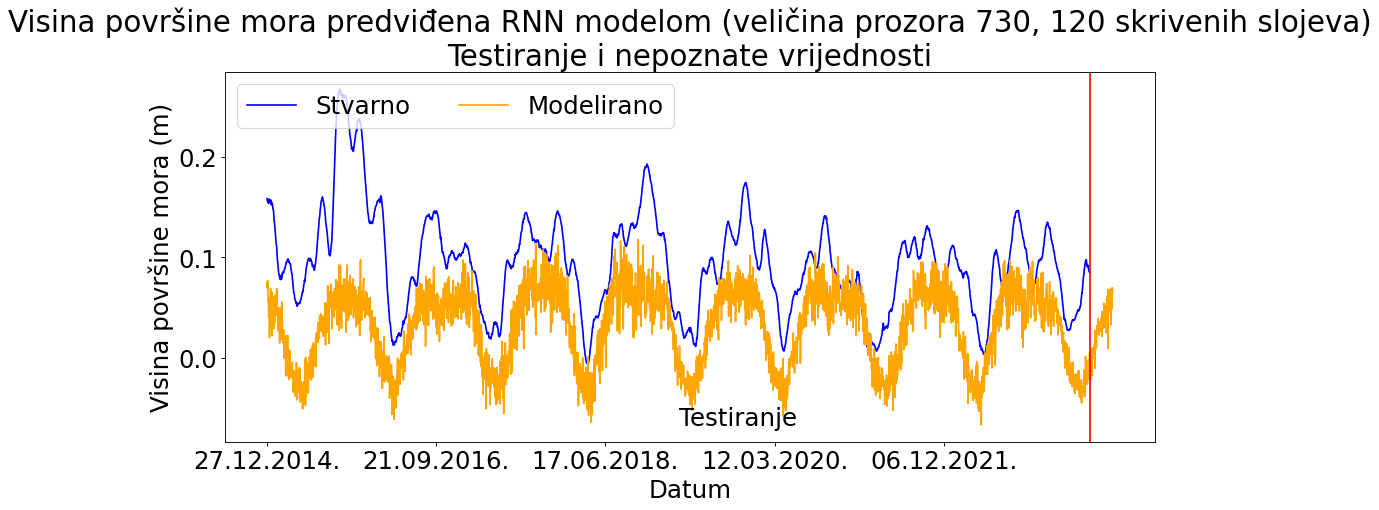 Visina površine mora predviđena RNN modelom (veličina prozora 730, 120 skrivenih slojeva)
Testiranje i nepoznate vrijednosti
Stvarno
Modelirano
Visina površine mora (m)
0.2
0.1
0.0
Testiranje
27.12.2014.
21.09.2016.
17.06.2018.
12.03.2020.
06.12.2021.
Datum